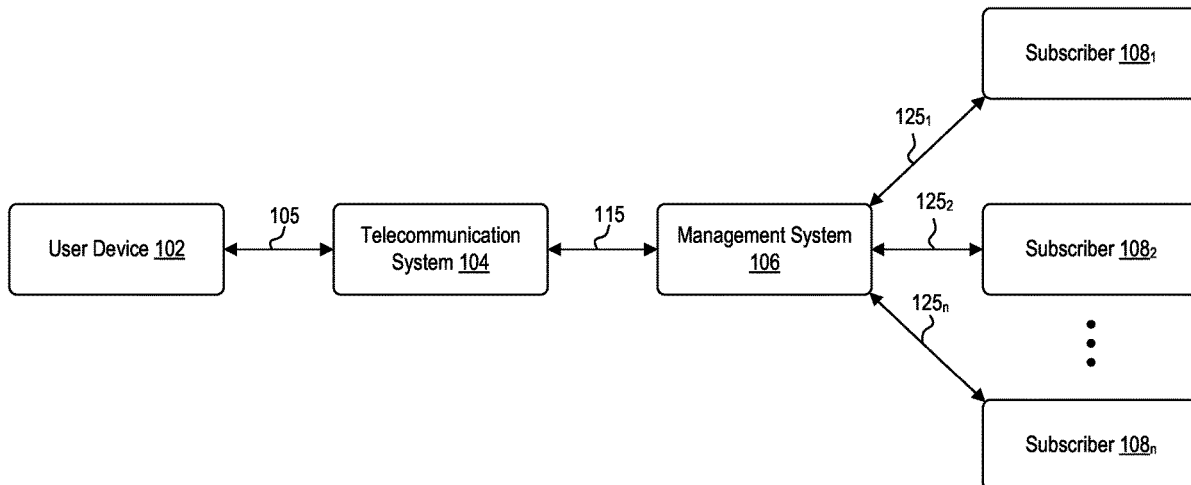 Subscriber 108₁
125₁
105
115
125₂
User Device 102
Telecommunication
System 104
Management System
106
Subscriber 108₂
125ₙ
Subscriber 108ₙ